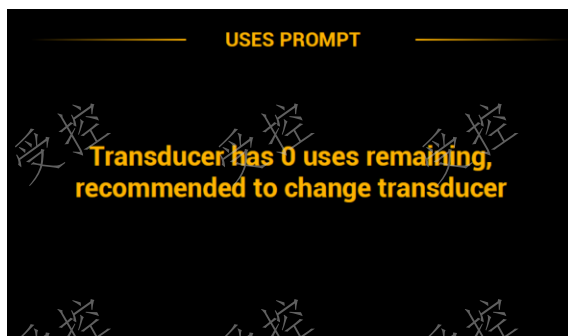 USES PROMPT
受控 受控 受控
Transducer has 0 uses remaining,
recommended to change transducer
受控 受控 受控